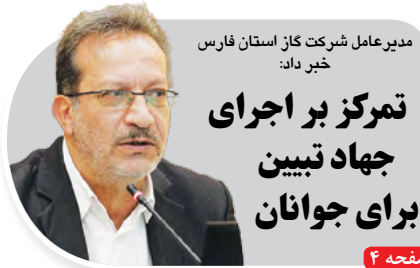 مدیرعامل شرکت گاز استان فارس
خبر داد:
تمرکز بر اجرای
جهاد تبیین
برای جوانان
صفحه ۴